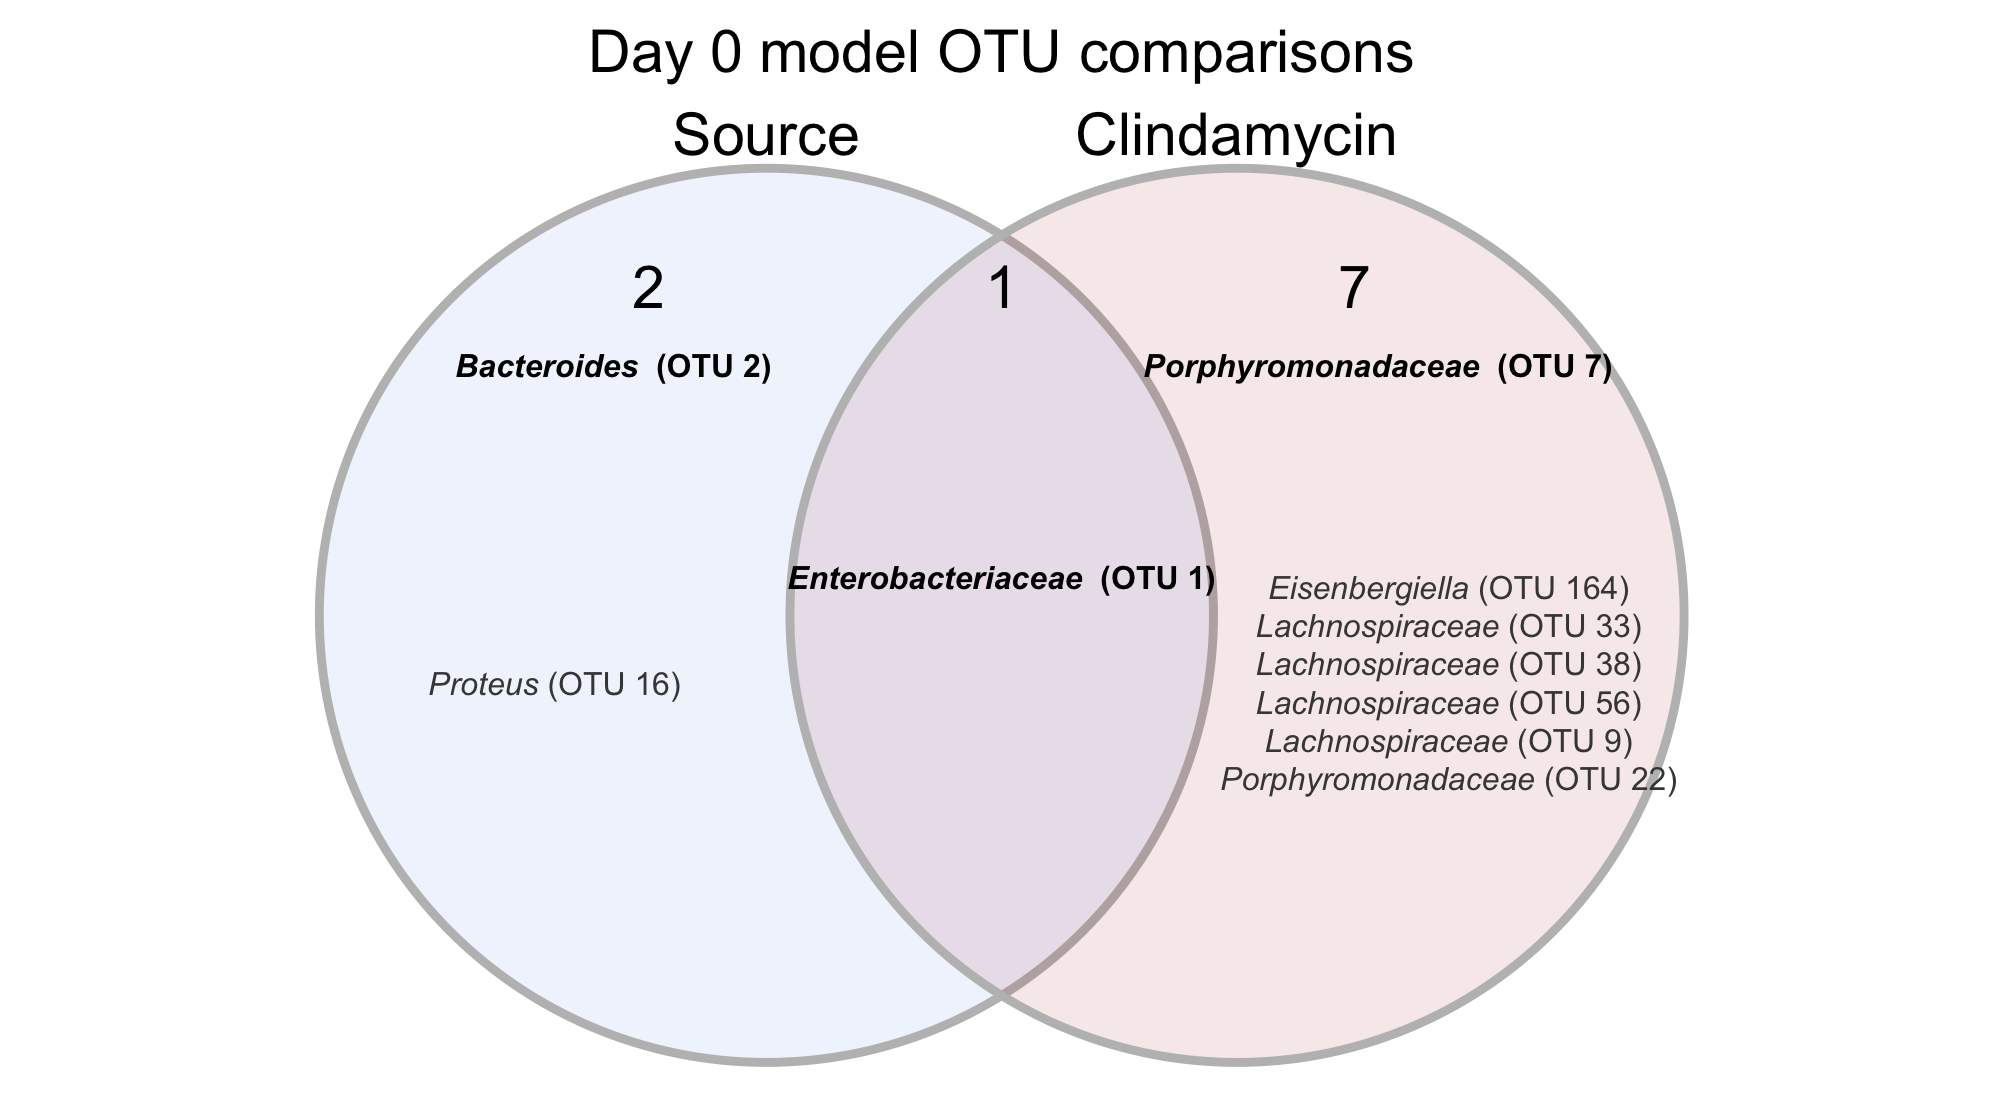 Day 0 model OTU comparisons
Source Clindamycin
2 1 7
Bacteroides (OTU 2) Porphyromonadaceae (OTU 7)
Enterobacteriaceae (OTU 1)
Eisenbergiella (OTU 164)
Lachnospiraceae (OTU 33)
Lachnospiraceae (OTU 38)
Proteus (OTU 16)
Lachnospiraceae (OTU 56)
Lachnospiraceae (OTU 9)
Porphyromonadaceae (OTU 22)